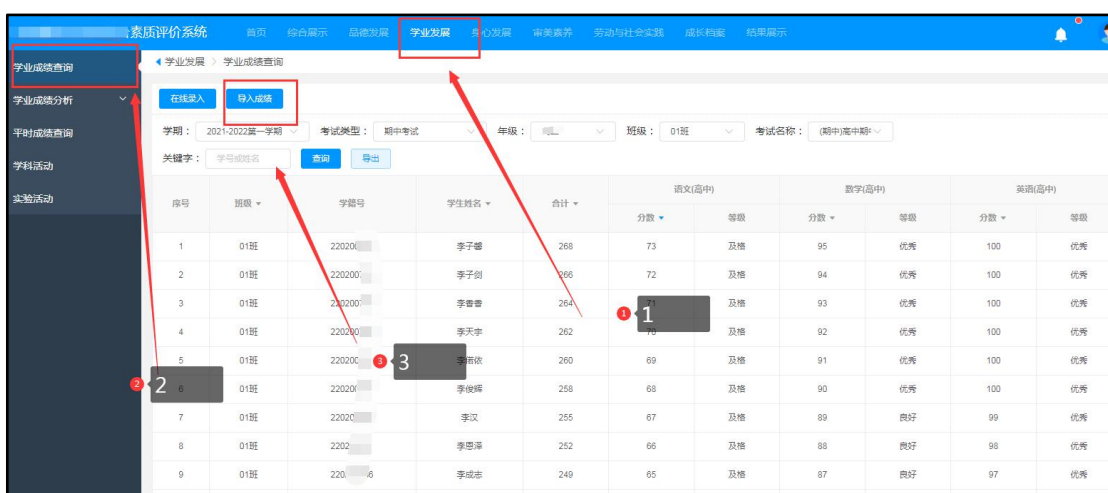 素质评价系统 首页 综合展示 品德发展 学业发展 身心发展 审美素养 劳动与社会实践 成长档案 结果展示
学业成绩查询
学业成绩分析
平时成绩查询
学科活动
实验活动
学业发展 > 学业成绩查询
在线录入 导入成绩
学期： 2021-2022第一学期 考试类型： 期中考试 年级： 班级： 01班 考试名称： (期中)高中期
关键字： 学号或姓名 查询 导出
序号 班级 学籍号 学生姓名 合计 语文(高中) 数学(高中) 英语(高中)
分数 等级 分数 等级 分数 等级
1 01班 22020 李子馨 268 73 及格 95 优秀 100 优秀
2 01班 220200 李子剑 266 72 及格 94 优秀 100 优秀
3 01班 220200 李香香 264 71 及格 93 优秀 100 优秀
4 01班 220200 李天宇 262 70 及格 92 优秀 100 优秀
5 01班 22020 依 260 69 及格 91 优秀 100 优秀
6 01班 22020 李俊辉 258 68 及格 90 优秀 100 优秀
7 01班 22020 李汉 255 67 及格 89 良好 99 优秀
8 01班 2202 李恩泽 252 66 及格 88 良好 98 优秀
9 01班 220 6 李成志 249 65 及格 87 良好 97 优秀
1 1
3 3
2 2